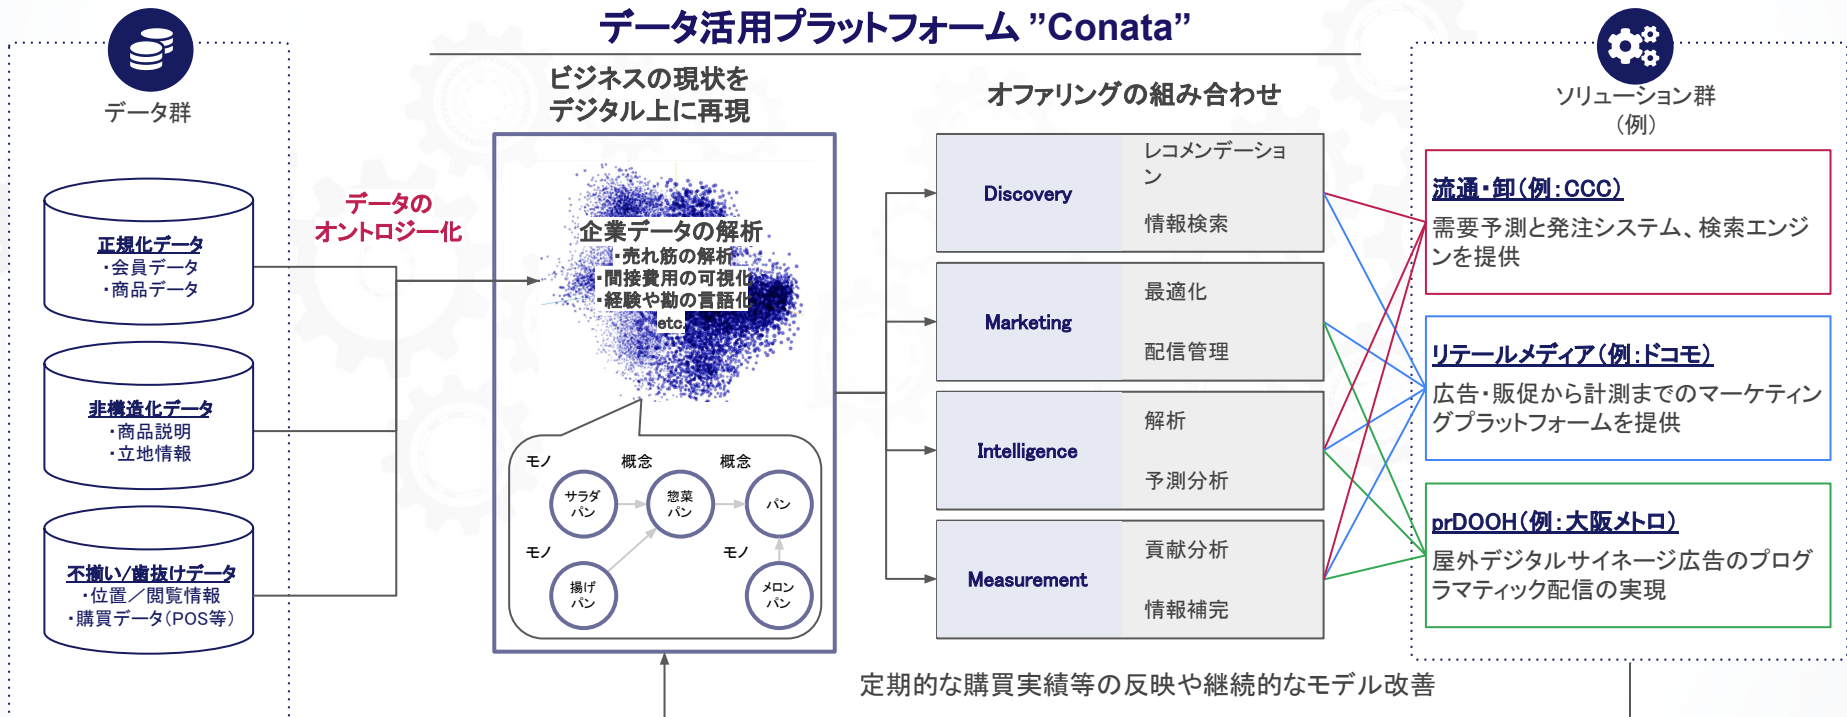 データ活用プラットフォーム ”Conata”
データ群
正規化データ
・会員データ
・商品データ
非構造化データ
・商品説明
・立地情報
不揃い/歯抜けデータ
・位置／閲覧情報
・購買データ(POS等)
データの
オントロジー化
ビジネスの現状を
デジタル上に再現
企業データの解析
・売れ筋の解析
・間接費用の可視化
・経験や勘の言語化
etc.
モノ
概念
概念
サラダ
パン
惣菜
パン
パン
モノ
モノ
揚げ
パン
メロン
パン
オファリングの組み合わせ
Discovery
レコメンデーショ
ン
情報検索
Marketing
最適化
配信管理
Intelligence
解析
予測分析
Measurement
貢献分析
情報補完
ソリューション群
（例）
流通・卸（例：CCC）
需要予測と発注システム、検索エンジ
ンを提供
リテールメディア（例：ドコモ）
広告・販促から計測までのマーケティン
グプラットフォームを提供
prDOOH（例：大阪メトロ）
屋外デジタルサイネージ広告のプログ
ラマティック配信の実現
定期的な購買実績等の反映や継続的なモデル改善